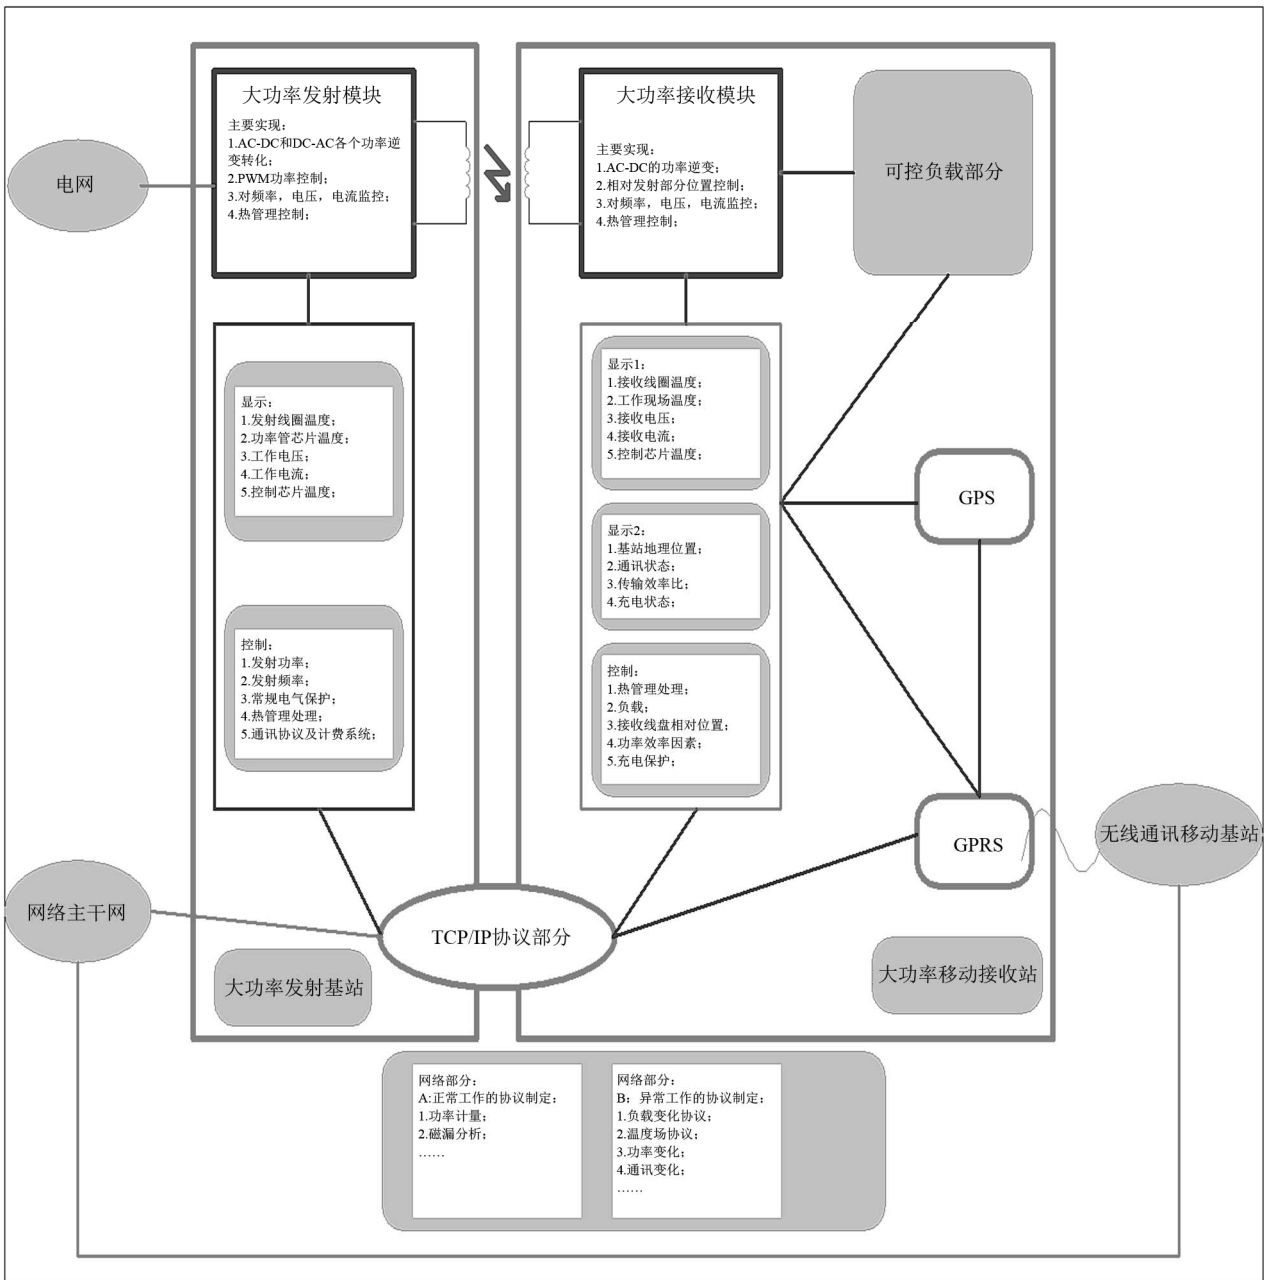 大功率发射模块
主要实现：
1.AC-DC和DC-AC各个功率逆
变转化；
2.PWM功率控制；
3.对频率，电压，电流监控；
4.热管理控制；
大功率接收模块
主要实现：
1.AC-DC的功率逆变；
2.相对发射部分位置控制；
3.对频率，电压，电流监控；
4.热管理控制；
可控负载部分
电网
显示：
1.发射线圈温度；
2.功率管芯片温度；
3.工作电压；
4.工作电流；
5.控制芯片温度；
显示1：
1.接收线圈温度；
2.工作现场温度；
3.接收电压；
4.接收电流；
5.控制芯片温度；
GPS
显示2：
1.基站地理位置；
2.通讯状态；
3.传输效率比；
4.充电状态；
控制：
1.发射功率；
2.发射频率；
3.常规电气保护；
4.热管理处理；
5.通讯协议及计费系统；
控制：
1.热管理处理；
2.负载；
3.接收线盘相对位置；
4.功率效率因素；
5.充电保护；
GPRS
无线通讯移动基站
网络主干网
TCP/IP协议部分
大功率发射基站
大功率移动接收站
网络部分：
A:正常工作的协议制定；
1.功率计量；
2.磁漏分析；
……
网络部分：
B：异常工作的协议制定；
1.负载变化协议；
2.温度场协议；
3.功率变化；
4.通讯变化；
……